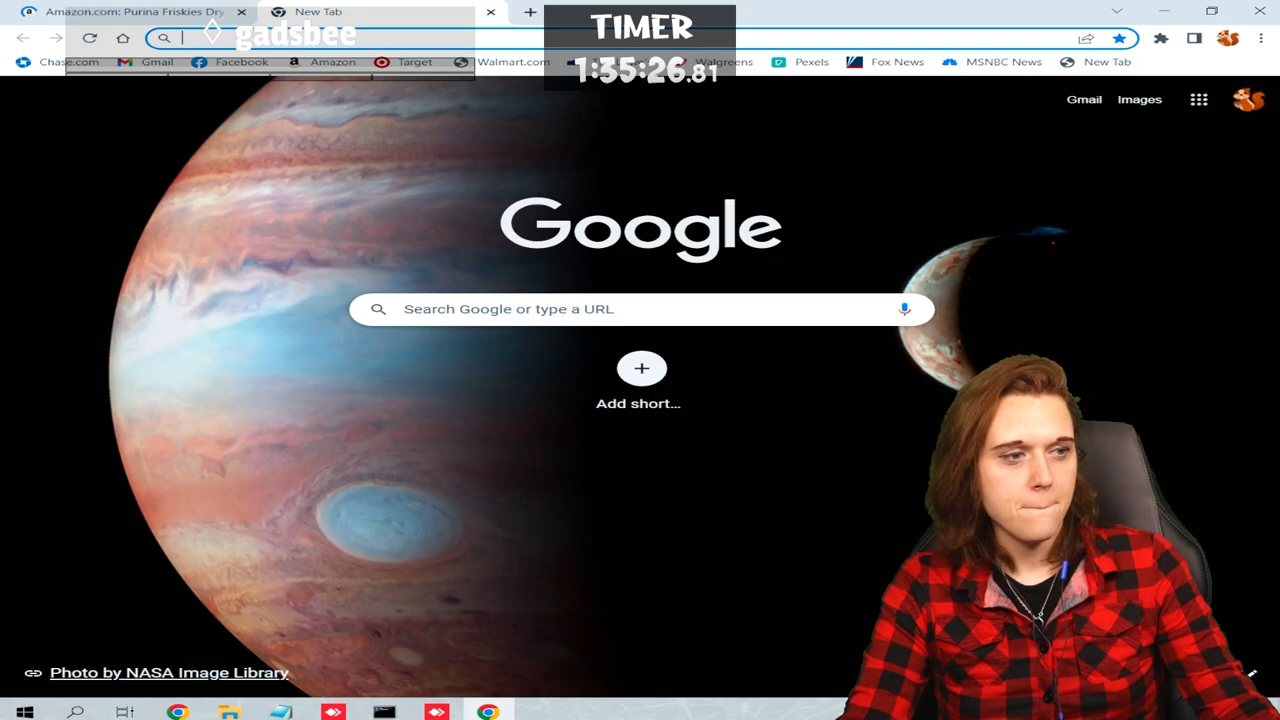 Amazon.com: Purina Friskies Dry
New Tab
gadsbee
TIMER
1:35:26.81
Chase.com
Gmail
Facebook
Amazon
Target
Walmart.com
Pexels
Fox News
MSNBC News
New Tab
Gmail
Images
Google
Search Google or type a URL
Add short...
Photo by NASA Image Library